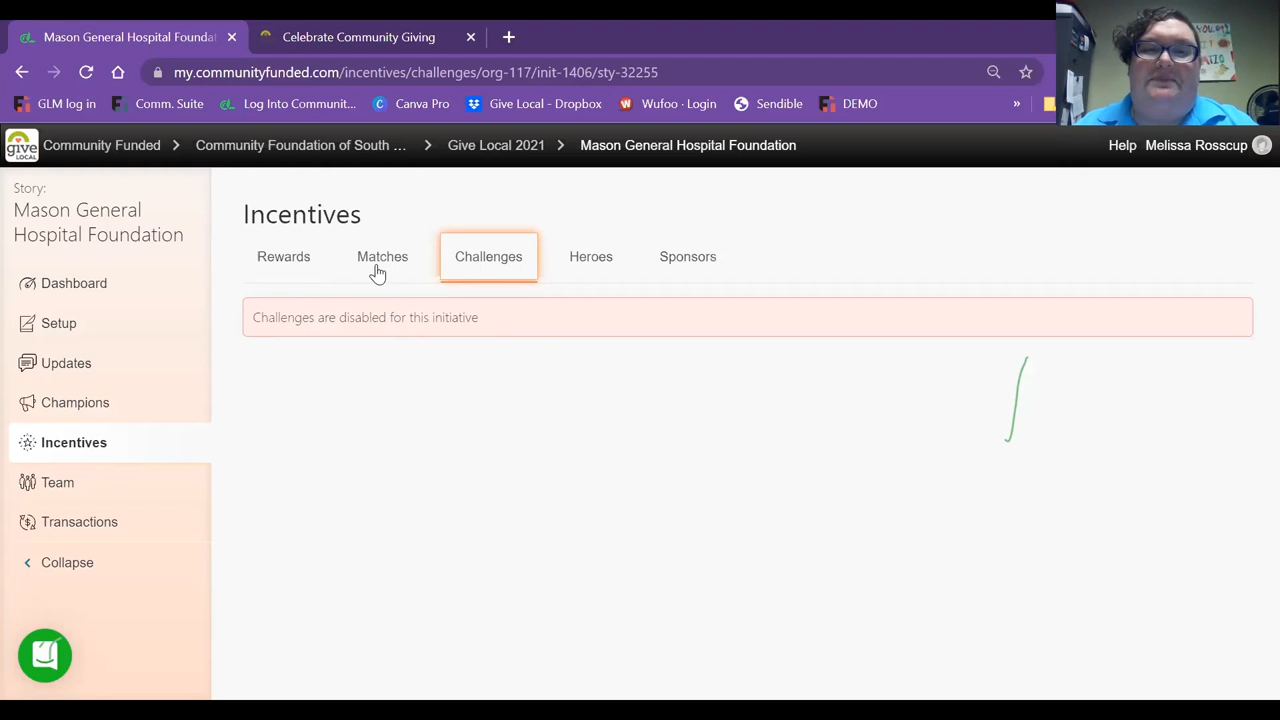 Mason General Hospital Founda
Celebrate Community Giving
my.communityfunded.com/incentives/challenges/org-117/init-1406/sty-32255
GLM log in
Comm. Suite
Log Into Communit...
Canva Pro
Give Local - Dropbox
Wufoo · Login
Sendible
DEMO
»
give LOCAL
Community Funded
Community Foundation of South ...
Give Local 2021
Mason General Hospital Foundation
Help
Melissa Rosscup
Story:
Mason General
Hospital Foundation
Dashboard
Setup
Updates
Champions
Incentives
Team
Transactions
Collapse
Incentives
Rewards
Matches
Challenges
Heroes
Sponsors
Challenges are disabled for this initiative